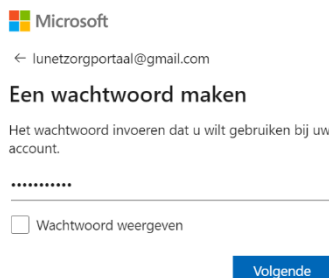 Microsoft
← lunetzorgportaal@gmail.com
Een wachtwoord maken
Het wachtwoord invoeren dat u wilt gebruiken bij uw
account.
•••••••••••
Wachtwoord weergeven
Volgende